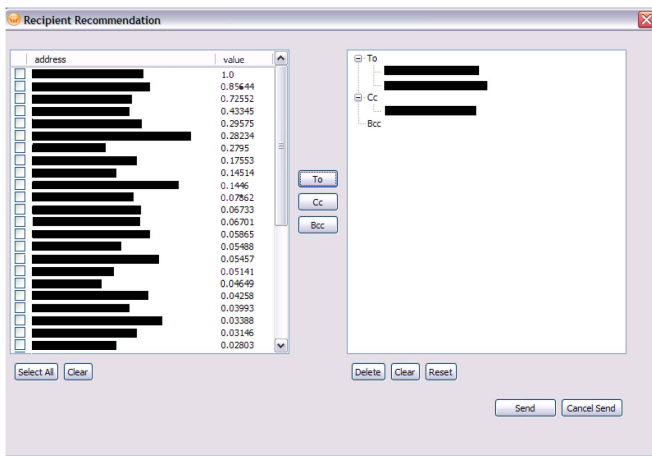 Recipient Recommendation
address value
1.0
0.85644
0.72552
0.43345
0.29575
0.28234
0.2795
0.17553
0.14514
0.1446
0.07862
0.06733
0.06701
0.05865
0.05488
0.05457
0.05141
0.04649
0.04258
0.03993
0.03388
0.03146
0.02803
Select All Clear
To
Cc
Bcc
To
Cc
Bcc
Delete Clear Reset
Send Cancel Send